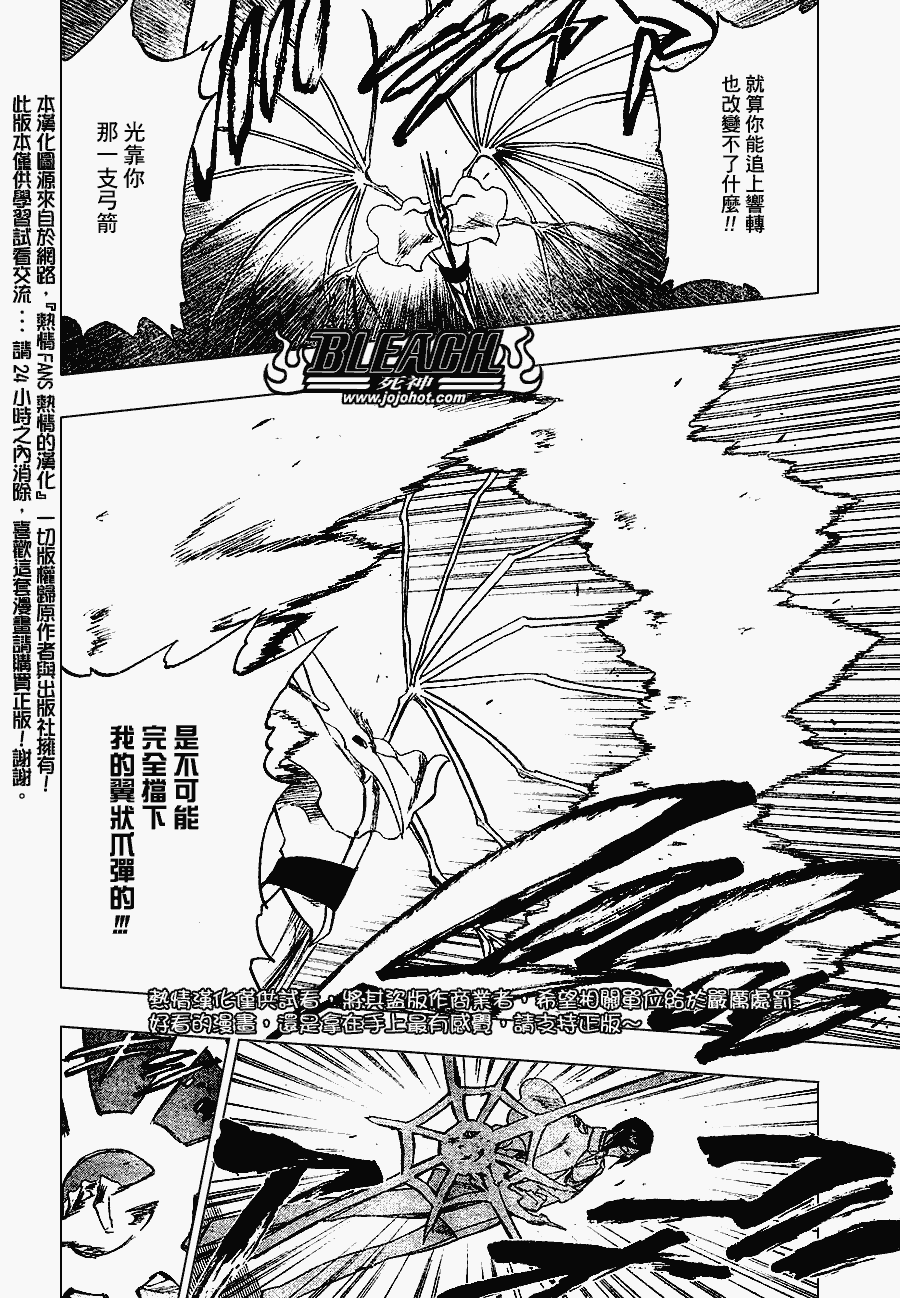 就算你能追上響轉
也改變不了什麼!!
光靠你
那一支弓箭
BLEACH
死神
www.jojohot.com
是不可能
完全擋下
我的翼狀爪彈的!!!
熱情漢化僅供試看，將其盜版作商業者，希望相關單位給於嚴厲處罰
好看的漫畫，還是拿在手上最有感覺，請支持正版～
本漢化圖源來自於網路，『熱情FANS 熱情的漢化』一切版權歸原作者與出版社擁有!
此版本僅供學習試看交流…請 24 小時之內消除，喜歡這套漫畫請購買正版! 謝謝。